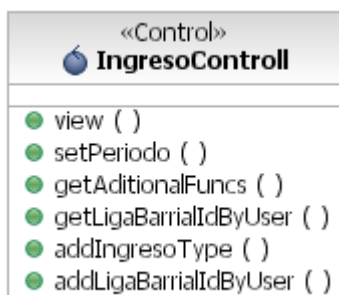 «Control»
IngresoControll
view ( )
setPeriodo ( )
getAditionalFuncs ( )
getLigaBarrialIdByUser ( )
addIngresoType ( )
addLigaBarrialIdByUser ( )